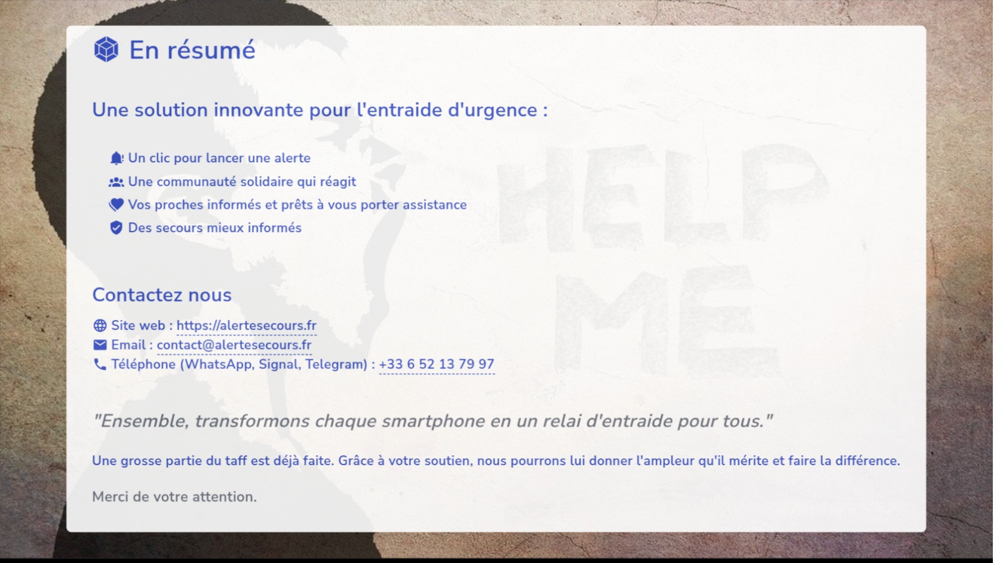 En résumé
Une solution innovante pour l'entraide d'urgence :
Un clic pour lancer une alerte
Une communauté solidaire qui réagit
Vos proches informés et prêts à vous porter assistance
Des secours mieux informés
HELP
ME
Contactez nous
Site web : https://alertesecours.fr
Email : contact@alertesecours.fr
Téléphone (WhatsApp, Signal, Telegram) : +33 6 52 13 79 97
"Ensemble, transformons chaque smartphone en un relai d'entraide pour tous."
Une grosse partie du taff est déjà faite. Grâce à votre soutien, nous pourrons lui donner l'ampleur qu'il mérite et faire la différence.
Merci de votre attention.